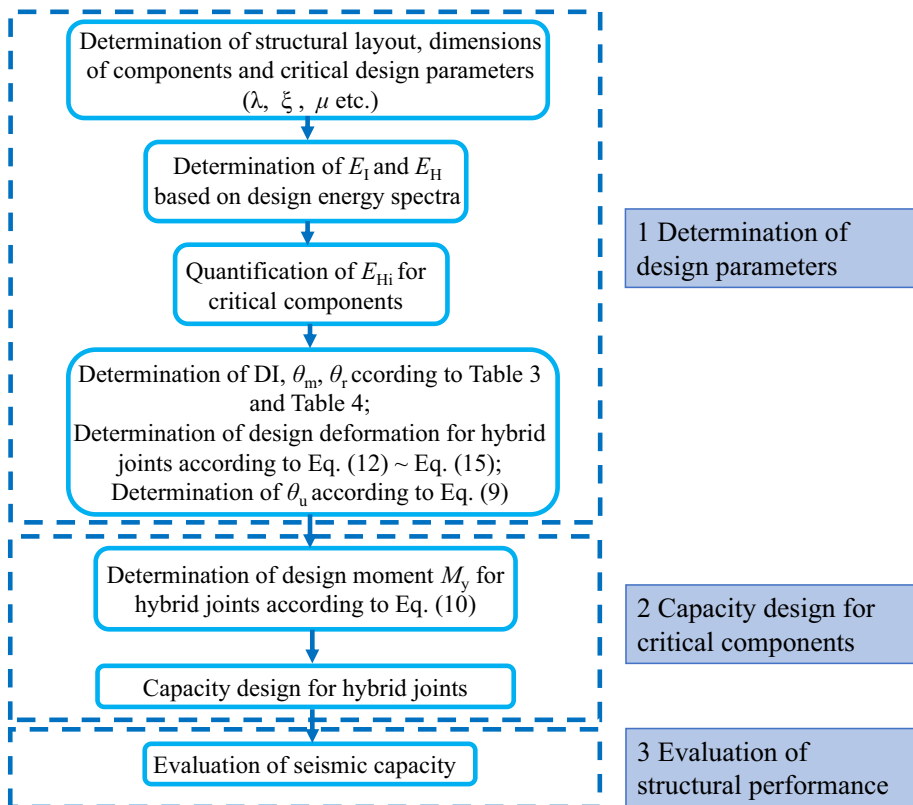 Determination of structural layout, dimensions
of components and critical design parameters
(λ, ξ , μ etc.)
Determination of E_I and E_H
based on design energy spectra
Quantification of E_Hi for
critical components
1 Determination of
design parameters
Determination of DI, θ_m, θ_r ccording to Table 3
and Table 4;
Determination of design deformation for hybrid
joints according to Eq. (12) ~ Eq. (15);
Determination of θ_u according to Eq. (9)
Determination of design moment M_y for
hybrid joints according to Eq. (10)
Capacity design for hybrid joints
2 Capacity design for
critical components
Evaluation of seismic capacity
3 Evaluation of
structural performance